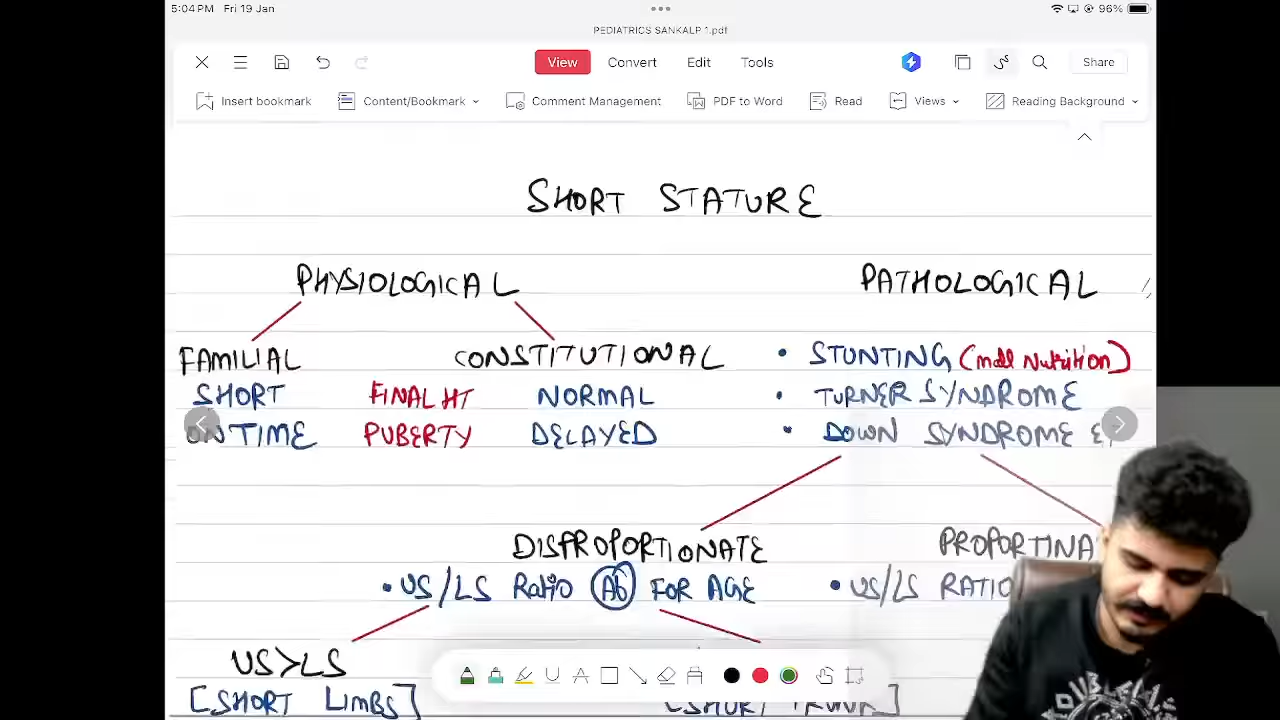 5:04 PM Fri 19 Jan 96%
PEDIATRICS SANKALP 1.pdf
View Convert Edit Tools Share
Insert bookmark Content/Bookmark Comment Management PDF to Word Read Views Reading Background
SHORT STATURE
PHYSIOLOGICAL PATHOLOGICAL
FAMILIAL CONSTITUTIONAL • STUNTING (mall Nutrition)
SHORT FINAL HT NORMAL • TURNER SYNDROME
ON TIME PUBERTY DELAYED • DOWN SYNDROME
DISPROPORTIONATE PROPORTINA
• US/LS Ratio Ab FOR AGE • US/LS RATIO
US>LS
[SHORT LIMBS] [SHORT TRUNK]